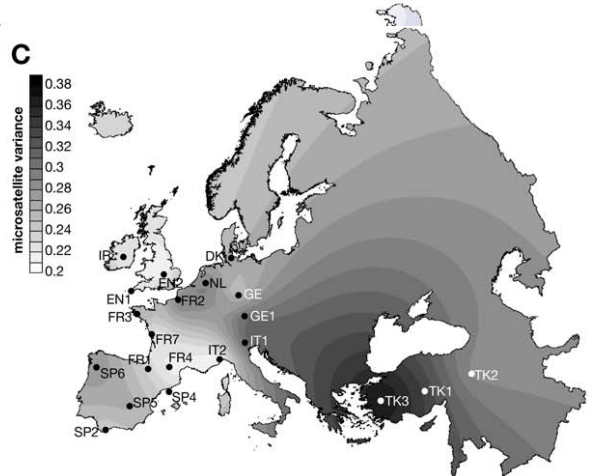 C
microsatellite variance
0.38
0.36
0.34
0.32
0.3
0.28
0.26
0.24
0.22
0.2
DK
IR
EN2
NL
EN1
FR2
GE
FR3
GE1
FR7
IT1
IT2
FR1
FR4
SP6
TK2
SP4
TK1
SP5
TK3
SP2